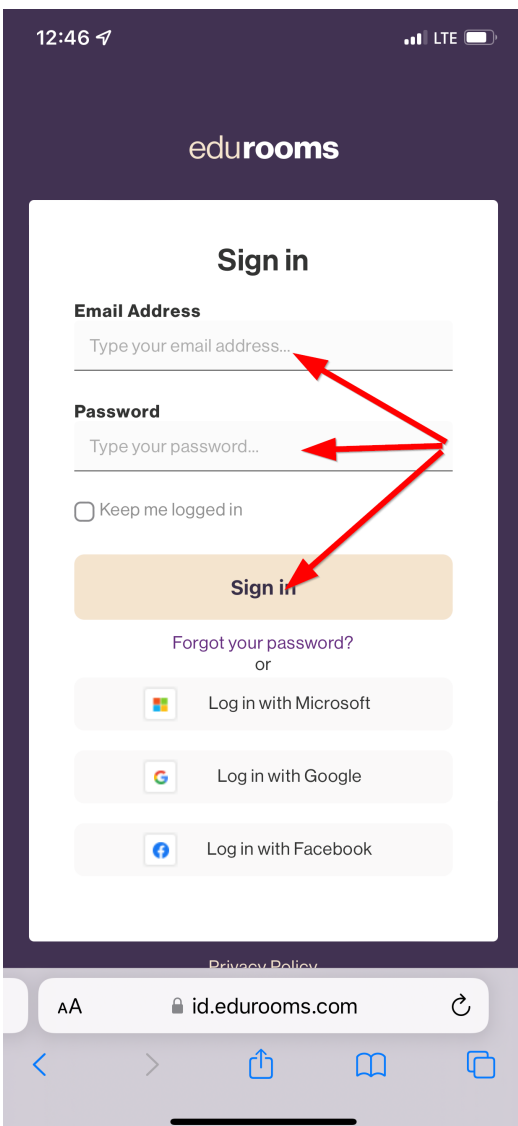 12:46
LTE
edurooms
Sign in
Email Address
Type your email address...
Password
Type your password...
Keep me logged in
Sign in
Forgot your password?
or
Log in with Microsoft
Log in with Google
Log in with Facebook
Privacy Policy
AA id.edurooms.com